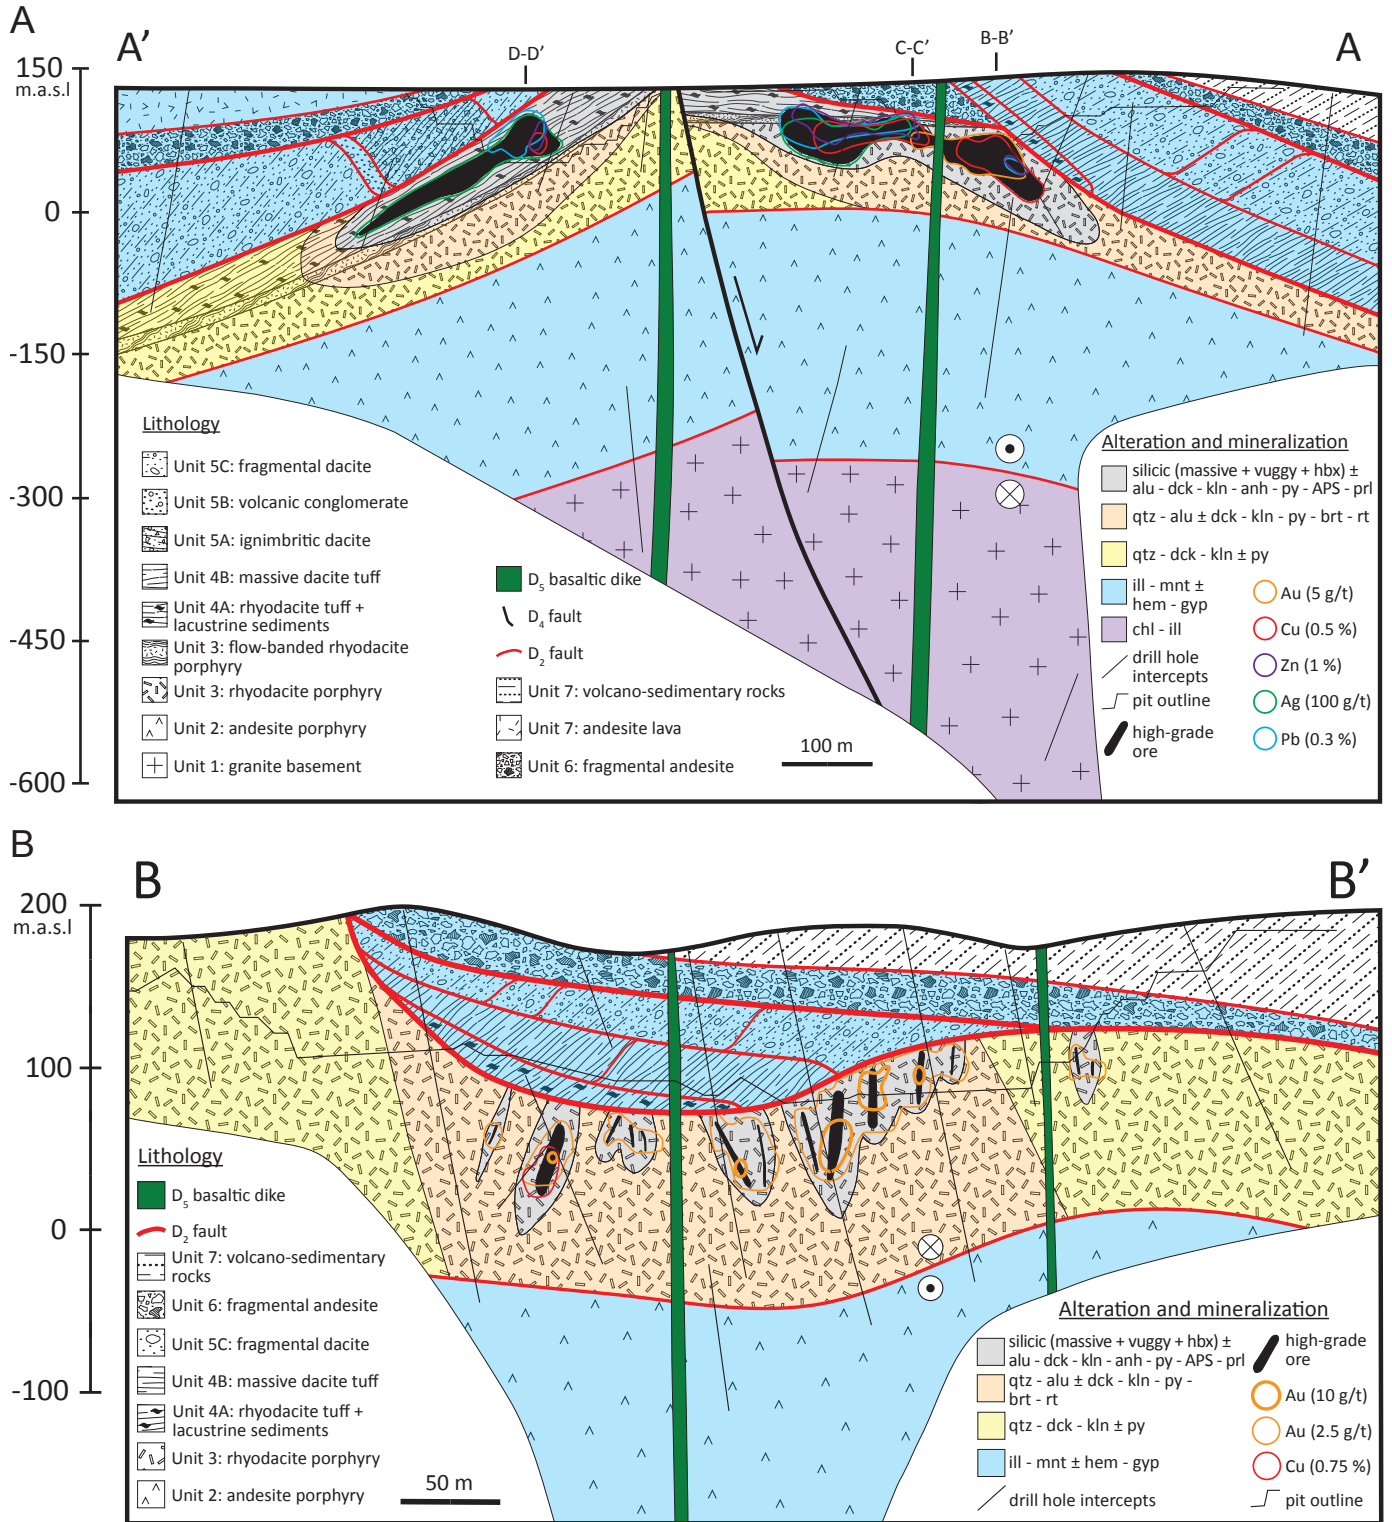 A
A’
D-D’
C-C’
B-B’
A
150
m.a.s.l
0
-150
-300
-450
-600
Lithology
Unit 5C: fragmental dacite
Unit 5B: volcanic conglomerate
Unit 5A: ignimbritic dacite
Unit 4B: massive dacite tuff
Unit 4A: rhyodacite tuff +
lacustrine sediments
Unit 3: flow-banded rhyodacite
porphyry
Unit 3: rhyodacite porphyry
Unit 2: andesite porphyry
Unit 1: granite basement
D₅ basaltic dike
D₄ fault
D₂ fault
Unit 7: volcano-sedimentary rocks
Unit 7: andesite lava
Unit 6: fragmental andesite
100 m
Alteration and mineralization
silicic (massive + vuggy + hbx) ±
alu - dck - kln - anh - py - APS - prl
qtz - alu ± dck - kln - py - brt - rt
qtz - dck - kln ± py
ill - mnt ±
hem - gyp
chl - ill
drill hole
intercepts
pit outline
high-grade
ore
Au (5 g/t)
Cu (0.5 %)
Zn (1 %)
Ag (100 g/t)
Pb (0.3 %)
B
B
B’
200
m.a.s.l
100
0
-100
Lithology
D₅ basaltic dike
D₂ fault
Unit 7: volcano-sedimentary
rocks
Unit 6: fragmental andesite
Unit 5C: fragmental dacite
Unit 4B: massive dacite tuff
Unit 4A: rhyodacite tuff +
lacustrine sediments
Unit 3: rhyodacite porphyry
Unit 2: andesite porphyry
50 m
Alteration and mineralization
silicic (massive + vuggy + hbx) ±
alu - dck - kln - anh - py - APS - prl
qtz - alu ± dck - kln - py -
brt - rt
qtz - dck - kln ± py
ill - mnt ± hem - gyp
drill hole intercepts
high-grade
ore
Au (10 g/t)
Au (2.5 g/t)
Cu (0.75 %)
pit outline